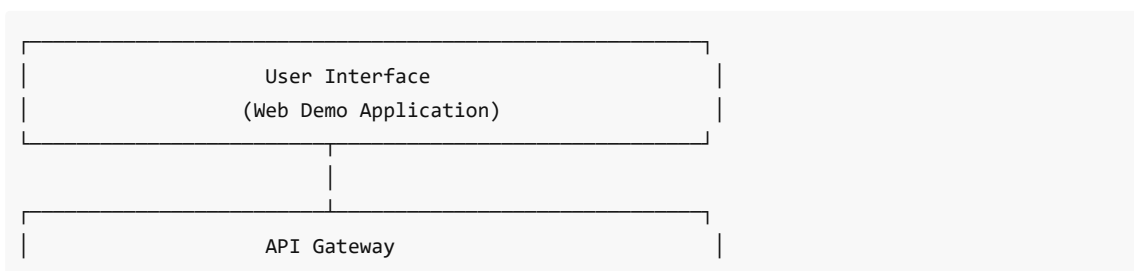 User Interface
(Web Demo Application)
API Gateway